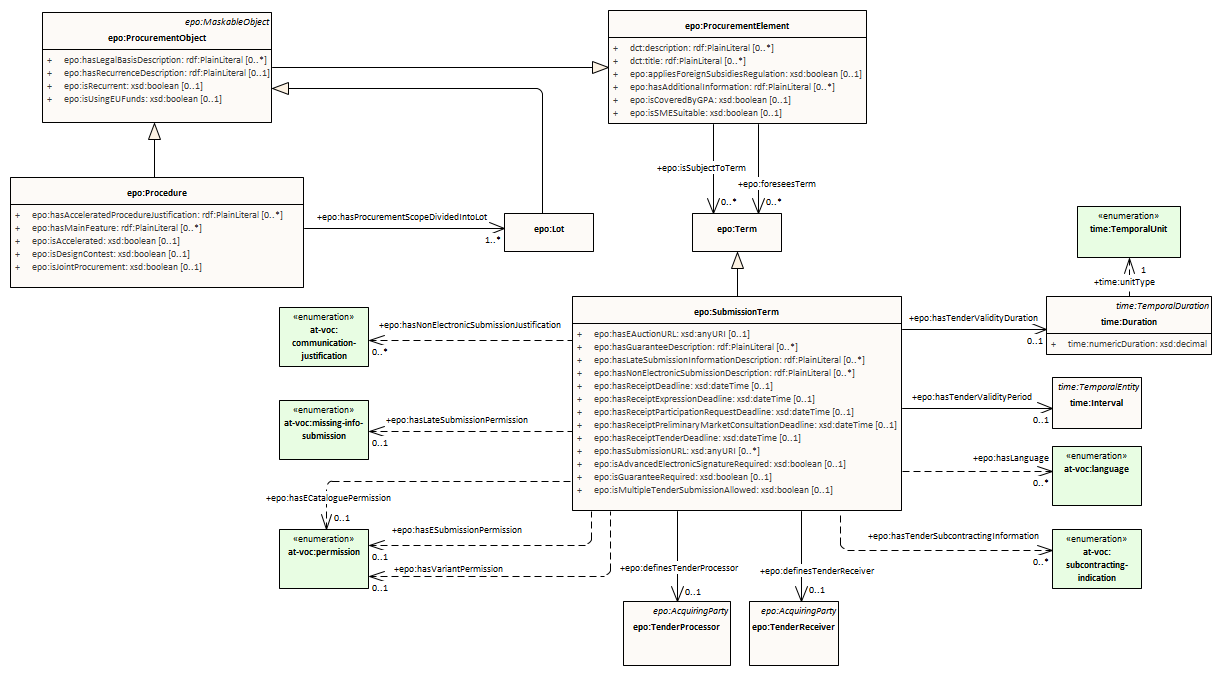 epo:MaskableObject
epo:ProcurementObject
+ epo:hasLegalBasisDescription: rdf:PlainLiteral [0..*]
+ epo:hasRecurrenceDescription: rdf:PlainLiteral [0..1]
+ epo:isRecurrent: xsd:boolean [0..1]
+ epo:isUsingEUFunds: xsd:boolean [0..1]
epo:ProcurementElement
+ dct:description: rdf:PlainLiteral [0..*]
+ dct:title: rdf:PlainLiteral [0..*]
+ epo:appliesForeignSubsidiesRegulation: xsd:boolean [0..1]
+ epo:hasAdditionalInformation: rdf:PlainLiteral [0..*]
+ epo:isCoveredByGPA: xsd:boolean [0..1]
+ epo:isSMESuitable: xsd:boolean [0..1]
+epo:isSubjectToTerm
0..*
+epo:foreseesTerm
0..*
epo:Procedure
+ epo:hasAcceleratedProcedureJustification: rdf:PlainLiteral [0..*]
+ epo:hasMainFeature: rdf:PlainLiteral [0..*]
+ epo:isAccelerated: xsd:boolean [0..1]
+ epo:isDesignContest: xsd:boolean [0..1]
+ epo:isJointProcurement: xsd:boolean [0..1]
+epo:hasProcurementScopeDividedIntoLot
1..*
epo:Lot
epo:Term
«enumeration»
time:TemporalUnit
1
+time:unitType
time:TemporalDuration
time:Duration
+ time:numericDuration: xsd:decimal
epo:SubmissionTerm
+ epo:hasEAuctionURL: xsd:anyURI [0..1]
+ epo:hasGuaranteeDescription: rdf:PlainLiteral [0..*]
+ epo:hasLateSubmissionInformationDescription: rdf:PlainLiteral [0..*]
+ epo:hasNonElectronicSubmissionDescription: rdf:PlainLiteral [0..*]
+ epo:hasReceiptDeadline: xsd:dateTime [0..1]
+ epo:hasReceiptExpressionDeadline: xsd:dateTime [0..1]
+ epo:hasReceiptParticipationRequestDeadline: xsd:dateTime [0..1]
+ epo:hasReceiptPreliminaryMarketConsultationDeadline: xsd:dateTime [0..1]
+ epo:hasReceiptTenderDeadline: xsd:dateTime [0..1]
+ epo:hasSubmissionURL: xsd:anyURI [0..*]
+ epo:isAdvancedElectronicSignatureRequired: xsd:boolean [0..1]
+ epo:isGuaranteeRequired: xsd:boolean [0..1]
+ epo:isMultipleTenderSubmissionAllowed: xsd:boolean [0..1]
+epo:hasTenderValidityDuration
0..1
+epo:hasTenderValidityPeriod
0..1
time:TemporalEntity
time:Interval
+epo:hasLanguage
0..*
«enumeration»
at-voc:language
+epo:hasTenderSubcontractingInformation
0..*
«enumeration»
at-voc:
subcontracting-
indication
«enumeration»
at-voc:
communication-
justification
+epo:hasNonElectronicSubmissionJustification
0..*
«enumeration»
at-voc:missing-info-
submission
+epo:hasLateSubmissionPermission
0..1
+epo:hasECataloguePermission
0..1
«enumeration»
at-voc:permission
+epo:hasESubmissionPermission
0..1
+epo:hasVariantPermission
0..1
+epo:definesTenderProcessor
0..1
epo:AcquiringParty
epo:TenderProcessor
+epo:definesTenderReceiver
0..1
epo:AcquiringParty
epo:TenderReceiver